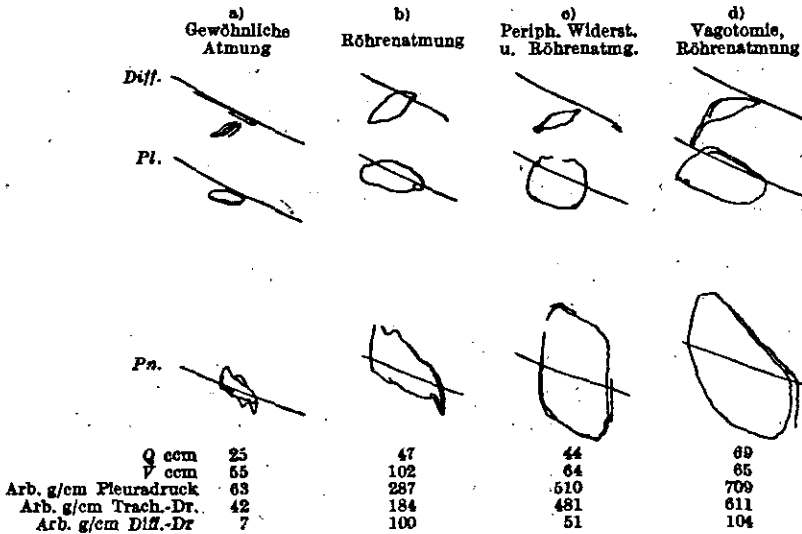 a) b) c) d)
Gewöhnliche Atmung
Röhrenatmung
Periph. Widerst. u. Röhrenatmg.
Vagotomie, Röhrenatmung
Diff.
Pl.
Pn.
Q ccm 25 47 44 69
V ccm 55 102 64 65
Arb. g/cm Pleuradruck 63 287 510 709
Arb. g/cm Trach.-Dr. 42 184 481 611
Arb. g/cm Diff.-Dr 7 100 51 104